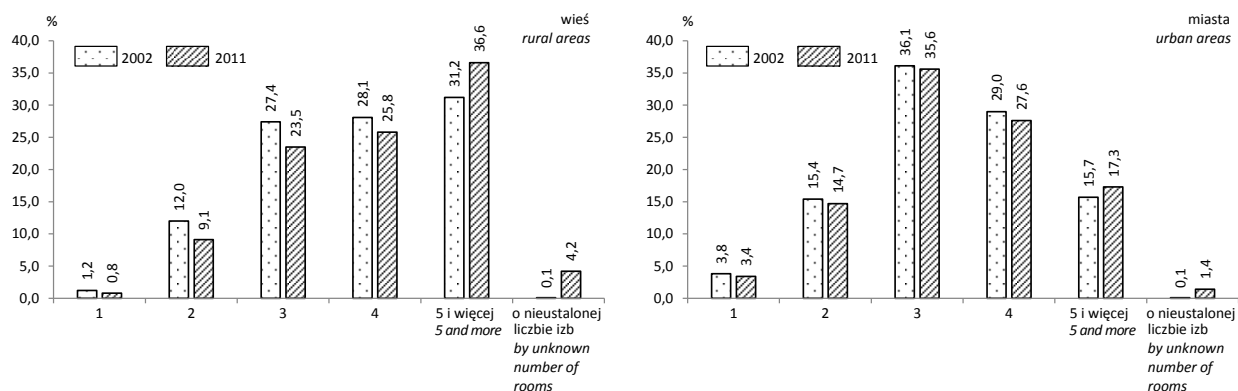 %
wieś
rural areas
40,0
35,0
30,0
25,0
20,0
15,0
10,0
5,0
0,0
2002 2011
1,2 0,8
12,0 9,1
27,4 23,5
28,1 25,8
31,2 36,6
0,1 4,2
1 2 3 4 5 i więcej o nieustalonej
5 and more liczbie izb
by unknown
number of
rooms
%
miasta
urban areas
40,0
35,0
30,0
25,0
20,0
15,0
10,0
5,0
0,0
2002 2011
3,8 3,4
15,4 14,7
36,1 35,6
29,0 27,6
15,7 17,3
0,1 1,4
1 2 3 4 5 i więcej o nieustalonej
5 and more liczbie izb
by unknown
number of
rooms